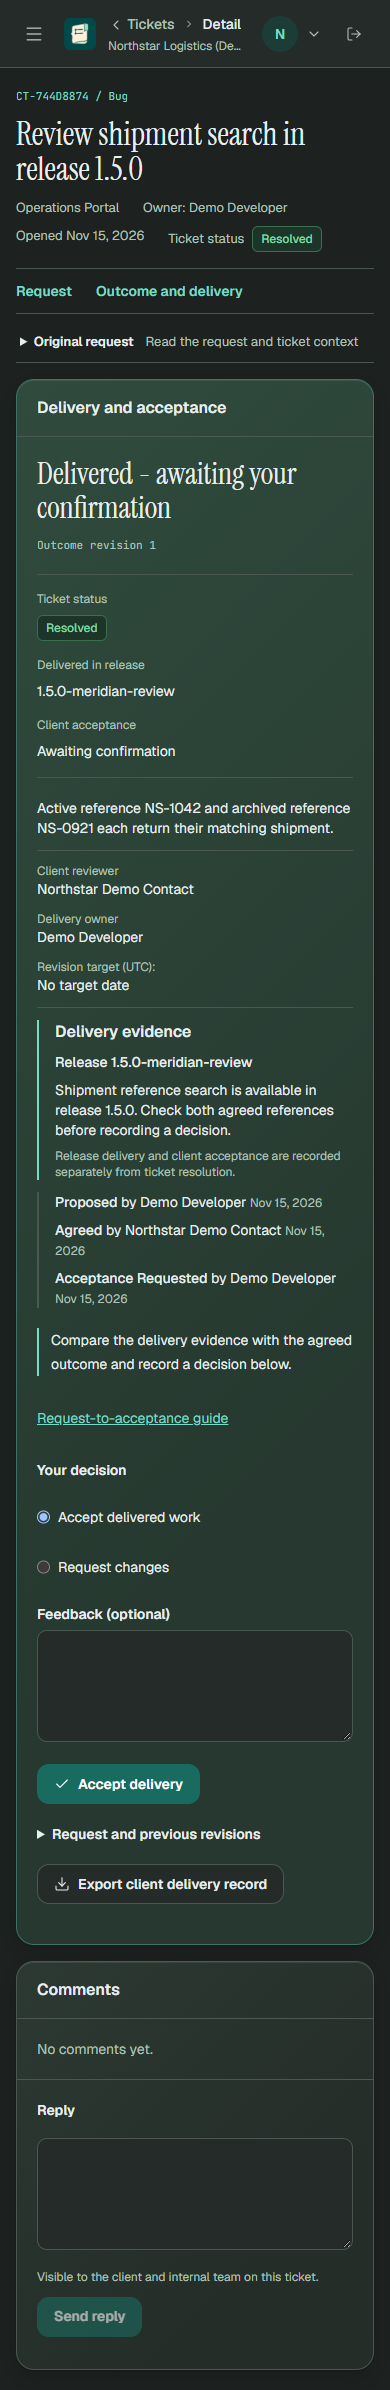 Tickets > Detail
Northstar Logistics (De...
N
CT-744D8874 / Bug
Review shipment search in
release 1.5.0
Operations Portal Owner: Demo Developer
Opened Nov 15, 2026 Ticket status Resolved
Request Outcome and delivery
Original request Read the request and ticket context
Delivery and acceptance
Delivered - awaiting your
confirmation
Outcome revision 1
Ticket status
Resolved
Delivered in release
1.5.0-meridian-review
Client acceptance
Awaiting confirmation
Active reference NS-1042 and archived reference
NS-0921 each return their matching shipment.
Client reviewer
Northstar Demo Contact
Delivery owner
Demo Developer
Revision target (UTC):
No target date
Delivery evidence
Release 1.5.0-meridian-review
Shipment reference search is available in
release 1.5.0. Check both agreed references
before recording a decision.
Release delivery and client acceptance are recorded
separately from ticket resolution.
Proposed by Demo Developer Nov 15, 2026
Agreed by Northstar Demo Contact Nov 15,
2026
Acceptance Requested by Demo Developer
Nov 15, 2026
Compare the delivery evidence with the agreed
outcome and record a decision below.
Request-to-acceptance guide
Your decision
Accept delivered work
Request changes
Feedback (optional)
Accept delivery
Request and previous revisions
Export client delivery record
Comments
No comments yet.
Reply
Visible to the client and internal team on this ticket.
Send reply